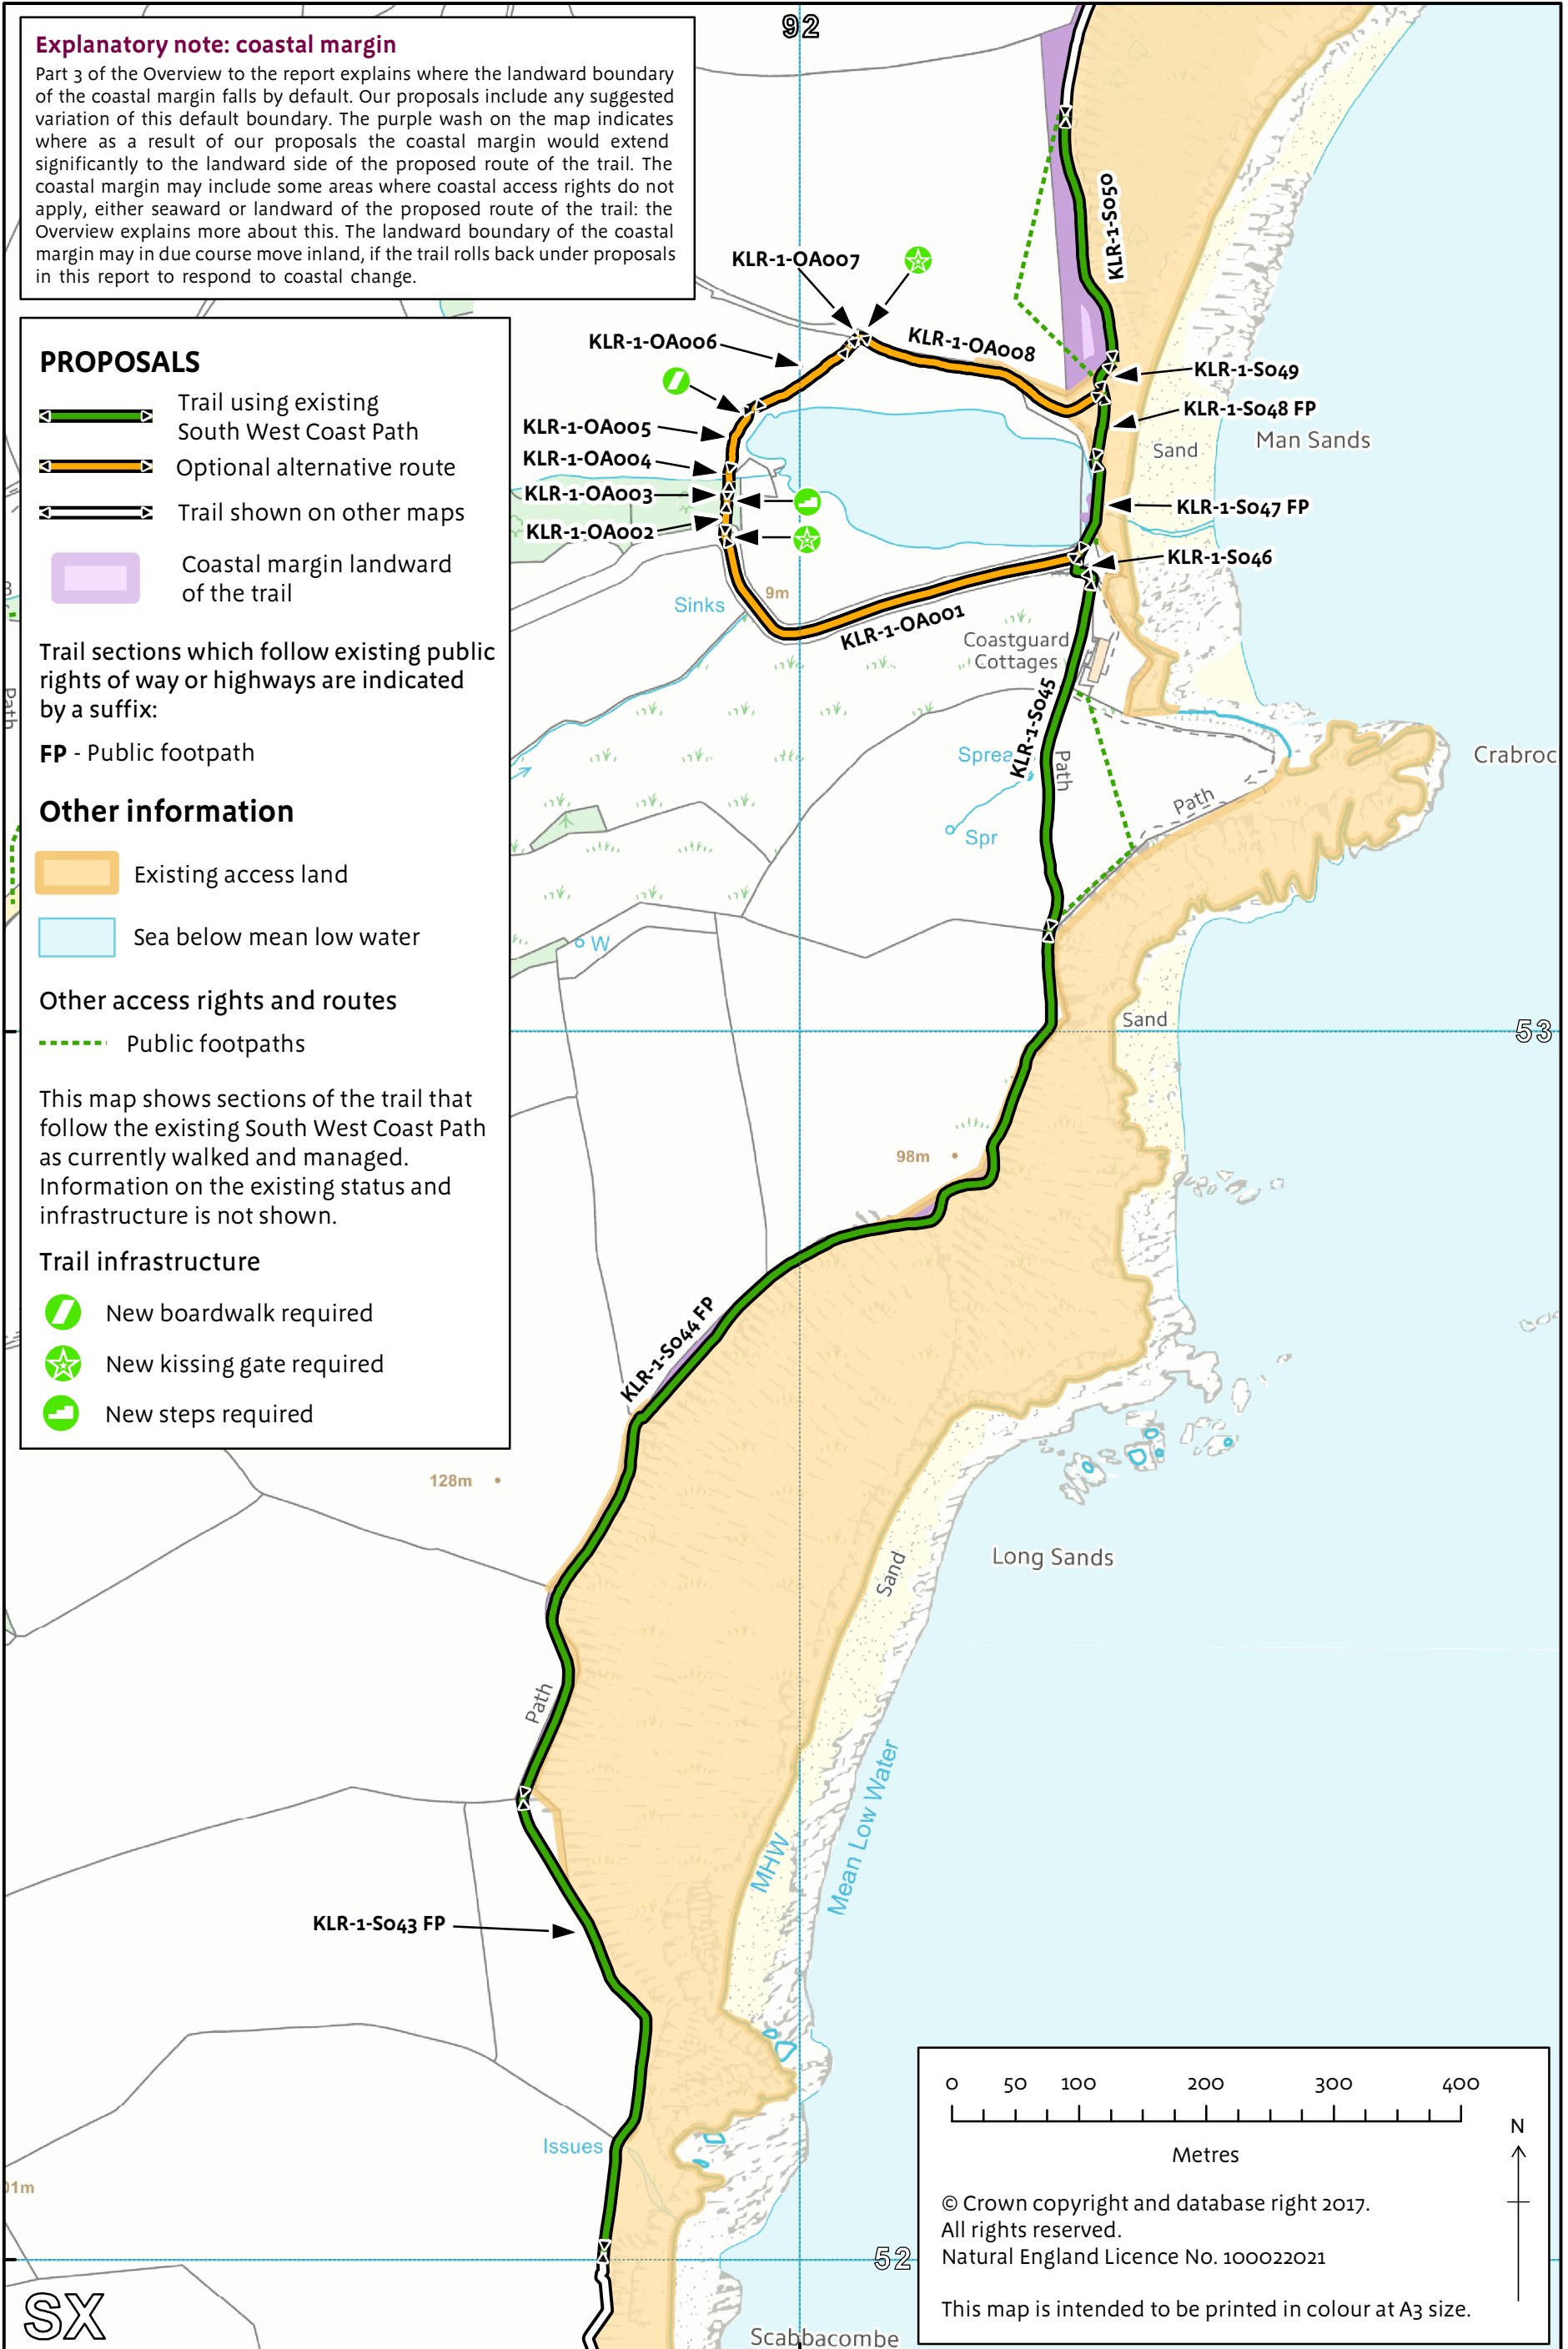 92
Explanatory note: coastal margin
Part 3 of the Overview to the report explains where the landward boundary
of the coastal margin falls by default. Our proposals include any suggested
variation of this default boundary. The purple wash on the map indicates
where as a result of our proposals the coastal margin would extend
significantly to the landward side of the proposed route of the trail. The
coastal margin may include some areas where coastal access rights do not
apply, either seaward or landward of the proposed route of the trail: the
Overview explains more about this. The landward boundary of the coastal
margin may in due course move inland, if the trail rolls back under proposals
in this report to respond to coastal change.
PROPOSALS
Trail using existing
South West Coast Path
Optional alternative route
Trail shown on other maps
Coastal margin landward
of the trail
Trail sections which follow existing public
rights of way or highways are indicated
by a suffix:
FP - Public footpath
Other information
Existing access land
Sea below mean low water
Other access rights and routes
Public footpaths
This map shows sections of the trail that
follow the existing South West Coast Path
as currently walked and managed.
Information on the existing status and
infrastructure is not shown.
Trail infrastructure
New boardwalk required
New kissing gate required
New steps required
KLR-1-S050
KLR-1-OA007
KLR-1-OA006
KLR-1-OA008
KLR-1-S049
KLR-1-S048 FP
KLR-1-OA005
Man Sands
Sand
KLR-1-OA004
KLR-1-OA003
KLR-1-S047 FP
KLR-1-OA002
KLR-1-S046
9m
Sinks
KLR-1-OA001
Coastguard
Cottages
KLR-1-S045
Path
Path
Sprea
Crabroc
Path
Spr
W
Sand
53
98m
KLR-1-S044 FP
128m
Long Sands
Sand
Path
Mean Low Water
MHW
KLR-1-S043 FP
Issues
01m
52
SX
Scabbacombe
0 50 100 200 300 400
Metres
N
© Crown copyright and database right 2017.
All rights reserved.
Natural England Licence No. 100022021
This map is intended to be printed in colour at A3 size.